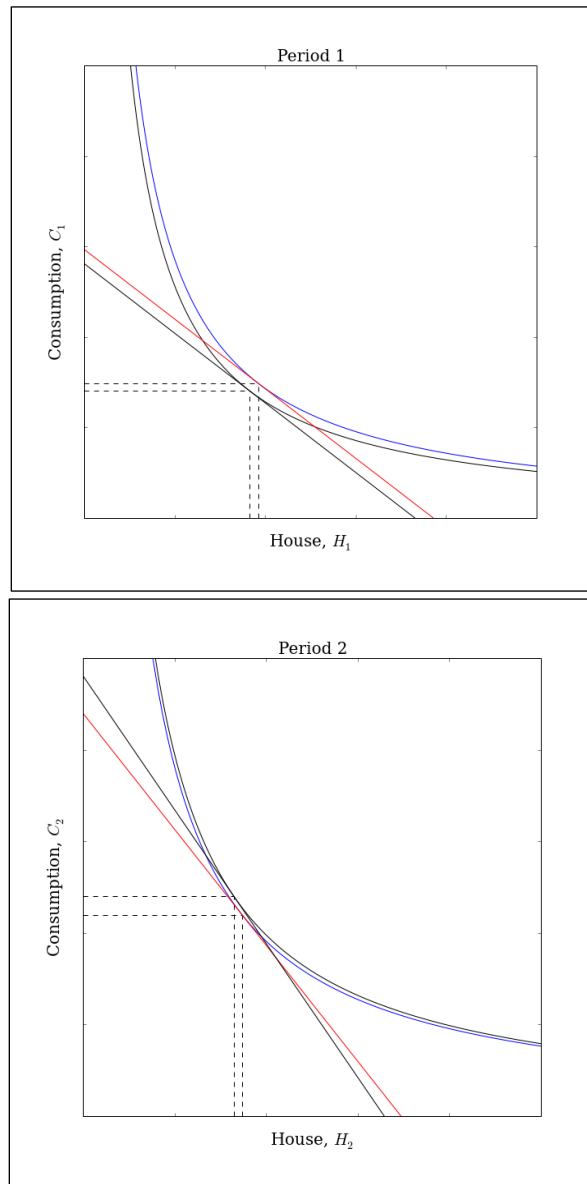 Period 1
Consumption, C₁
House, H₁
Period 2
Consumption, C₂
House, H₂